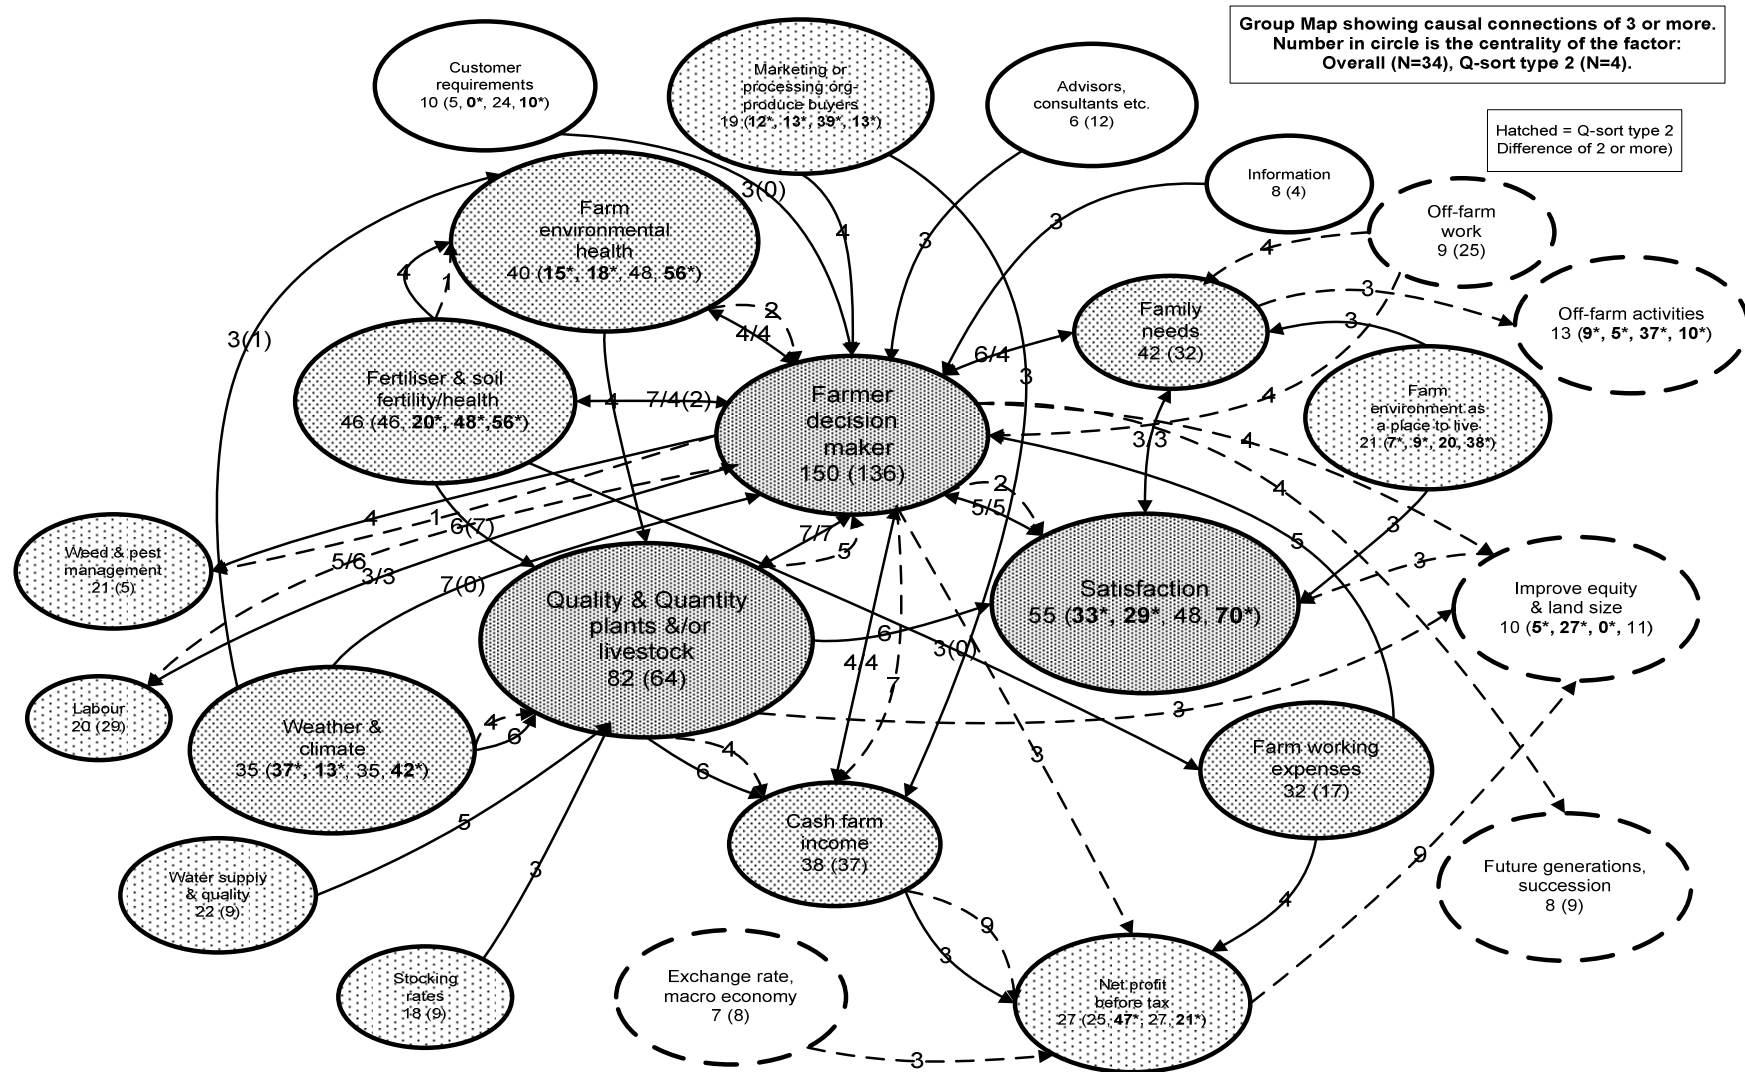 Group Map showing causal connections of 3 or more.
Number in circle is the centrality of the factor:
Overall (N=34), Q-sort type 2 (N=4).
Hatched = Q-sort type 2
Difference of 2 or more)
Customer
requirements
10 (5, 0*, 24, 10*)
Marketing or
processing org-
produce buyers
19 (12*, 13*, 39*, 13*)
Advisors,
consultants etc.
6 (12)
Information
8 (4)
Off-farm
work
9 (25)
Off-farm activities
13 (9*, 5*, 37*, 10*)
Farm
environmental
health
40 (15*, 18*, 48, 56*)
Family
needs
42 (32)
Farm
environment as
a place to live
21 (7*, 9*, 20, 38*)
Fertiliser & soil
fertility/health
46 (46, 20*, 48*,56*)
Farmer
decision
maker
150 (136)
Weed & pest
management
21 (5)
Quality & Quantity
plants &/or
livestock
82 (64)
Satisfaction
55 (33*, 29*, 48, 70*)
Improve equity
& land size
10 (5*, 27*, 0*, 11)
Labour
20 (29)
Weather &
climate
35 (37*, 13*, 35, 42*)
Farm working
expenses
32 (17)
Cash farm
income
38 (37)
Water supply
& quality
22 (9)
Future generations,
succession
8 (9)
Stocking
rates
18 (9)
Exchange rate,
macro economy
7 (8)
Net profit
before tax
27 (25, 47*, 27, 21*)
3(0)
4
3
3
4
3
3
4
1
2
4/4
3(1)
6/4
3
4
7/4(2)
4
3/3
4
4
2
5/5
3
4
1
6(7)
7/7
5
5
3
5/6
3/3
7(0)
6
3(0)
4/4
7
3
4
6
4
6
3
5
3
9
3
9
4
3